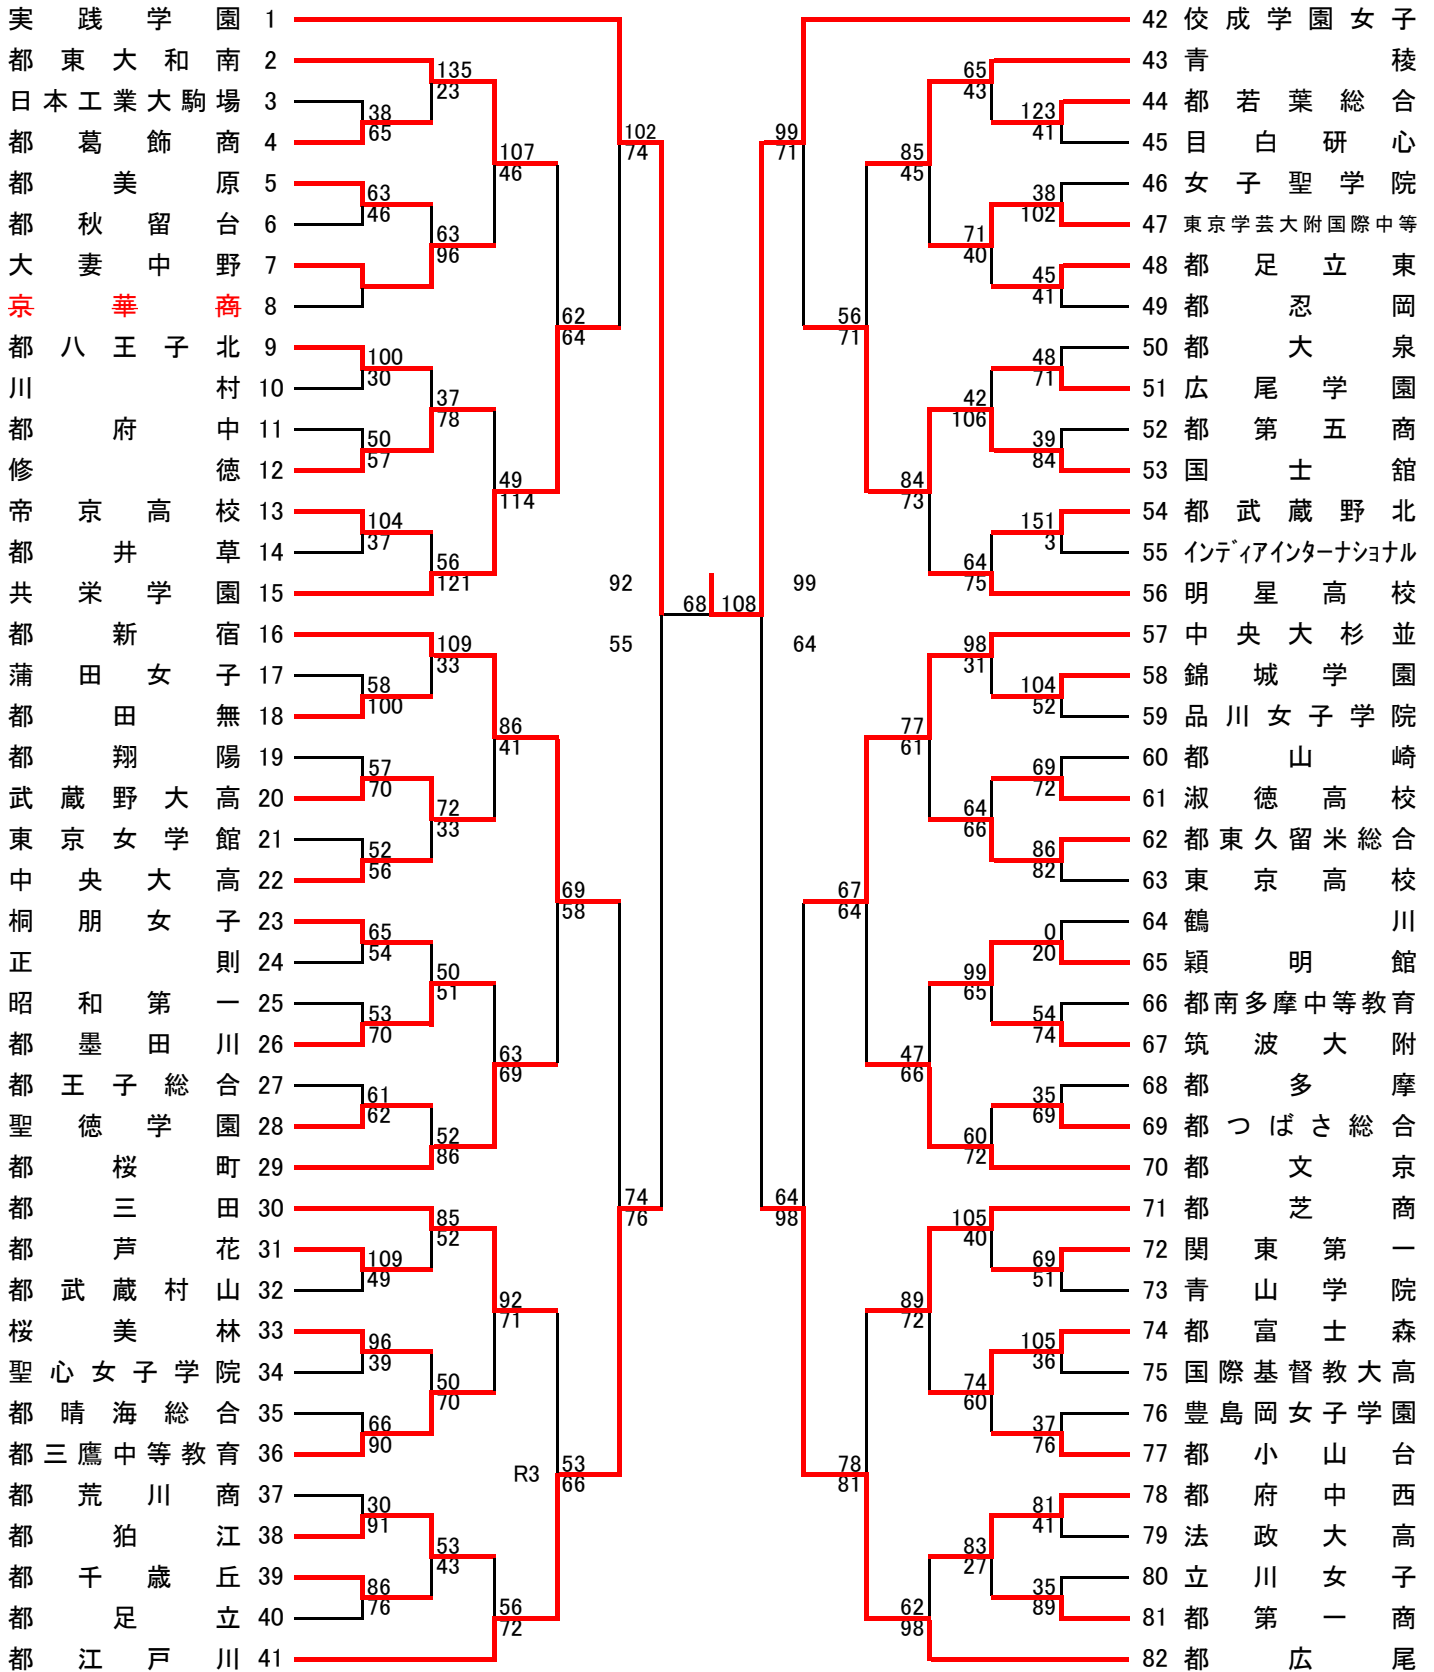 実践学園 1
都東大和南 2
日本工業大駒場 3
都葛飾商 4
都美原 5
都秋留台 6
大妻中野 7
京華商 8
都八王子北 9
川村 10
都府中 11
修徳 12
帝京高校 13
都井草 14
共栄学園 15
都新宿 16
蒲田女子 17
都田無 18
都翔陽 19
武蔵野大高 20
東京女学館 21
中央大高 22
桐朋女子 23
正則 24
昭和第一 25
都墨田川 26
都王子総合 27
聖徳学園 28
都桜町 29
都三田 30
都芦花 31
都武蔵村山 32
桜美林 33
聖心女子学院 34
都晴海総合 35
都三鷹中等教育 36
都荒川商 37
都狛江 38
都千歳丘 39
都足立 40
都江戸川 41
38
65
63
46
100
30
50
57
104
37
58
100
57
70
52
56
65
54
53
70
61
62
109
49
96
39
66
90
30
91
86
76
135
23
63
96
37
78
56
121
109
33
72
33
50
51
52
86
85
52
50
70
53
43
107
46
49
114
86
41
63
69
92
71
56
72
62
64
69
58
R3
53
66
102
74
74
76
92
55
68
108
99
64
99
71
64
98
56
71
67
64
78
81
85
45
84
73
77
61
47
66
89
72
62
98
65
43
71
40
42
106
64
75
98
31
64
66
99
65
60
72
105
40
74
60
83
27
123
41
38
102
45
41
48
71
39
84
151
3
104
52
69
72
86
82
0
20
54
74
35
69
69
51
105
36
37
76
81
41
35
89
42 佼成学園女子
43 青稜
44 都若葉総合
45 目白研心
46 女子聖学院
47 東京学芸大附国際中等
48 都足立東
49 都忍岡
50 都大泉
51 広尾学園
52 都第五商
53 国士舘
54 都武蔵野北
55 インディアインターナショナル
56 明星高校
57 中央大杉並
58 錦城学園
59 品川女子学院
60 都山崎
61 淑徳高校
62 都東久留米総合
63 東京高校
64 鶴川
65 穎明館
66 都南多摩中等教育
67 筑波大附
68 都多摩
69 都つばさ総合
70 都文京
71 都芝商
72 関東第一
73 青山学院
74 都富士森
75 国際基督教大高
76 豊島岡女子学園
77 都小山台
78 都府中西
79 法政大高
80 立川女子
81 都第一商
82 都広尾